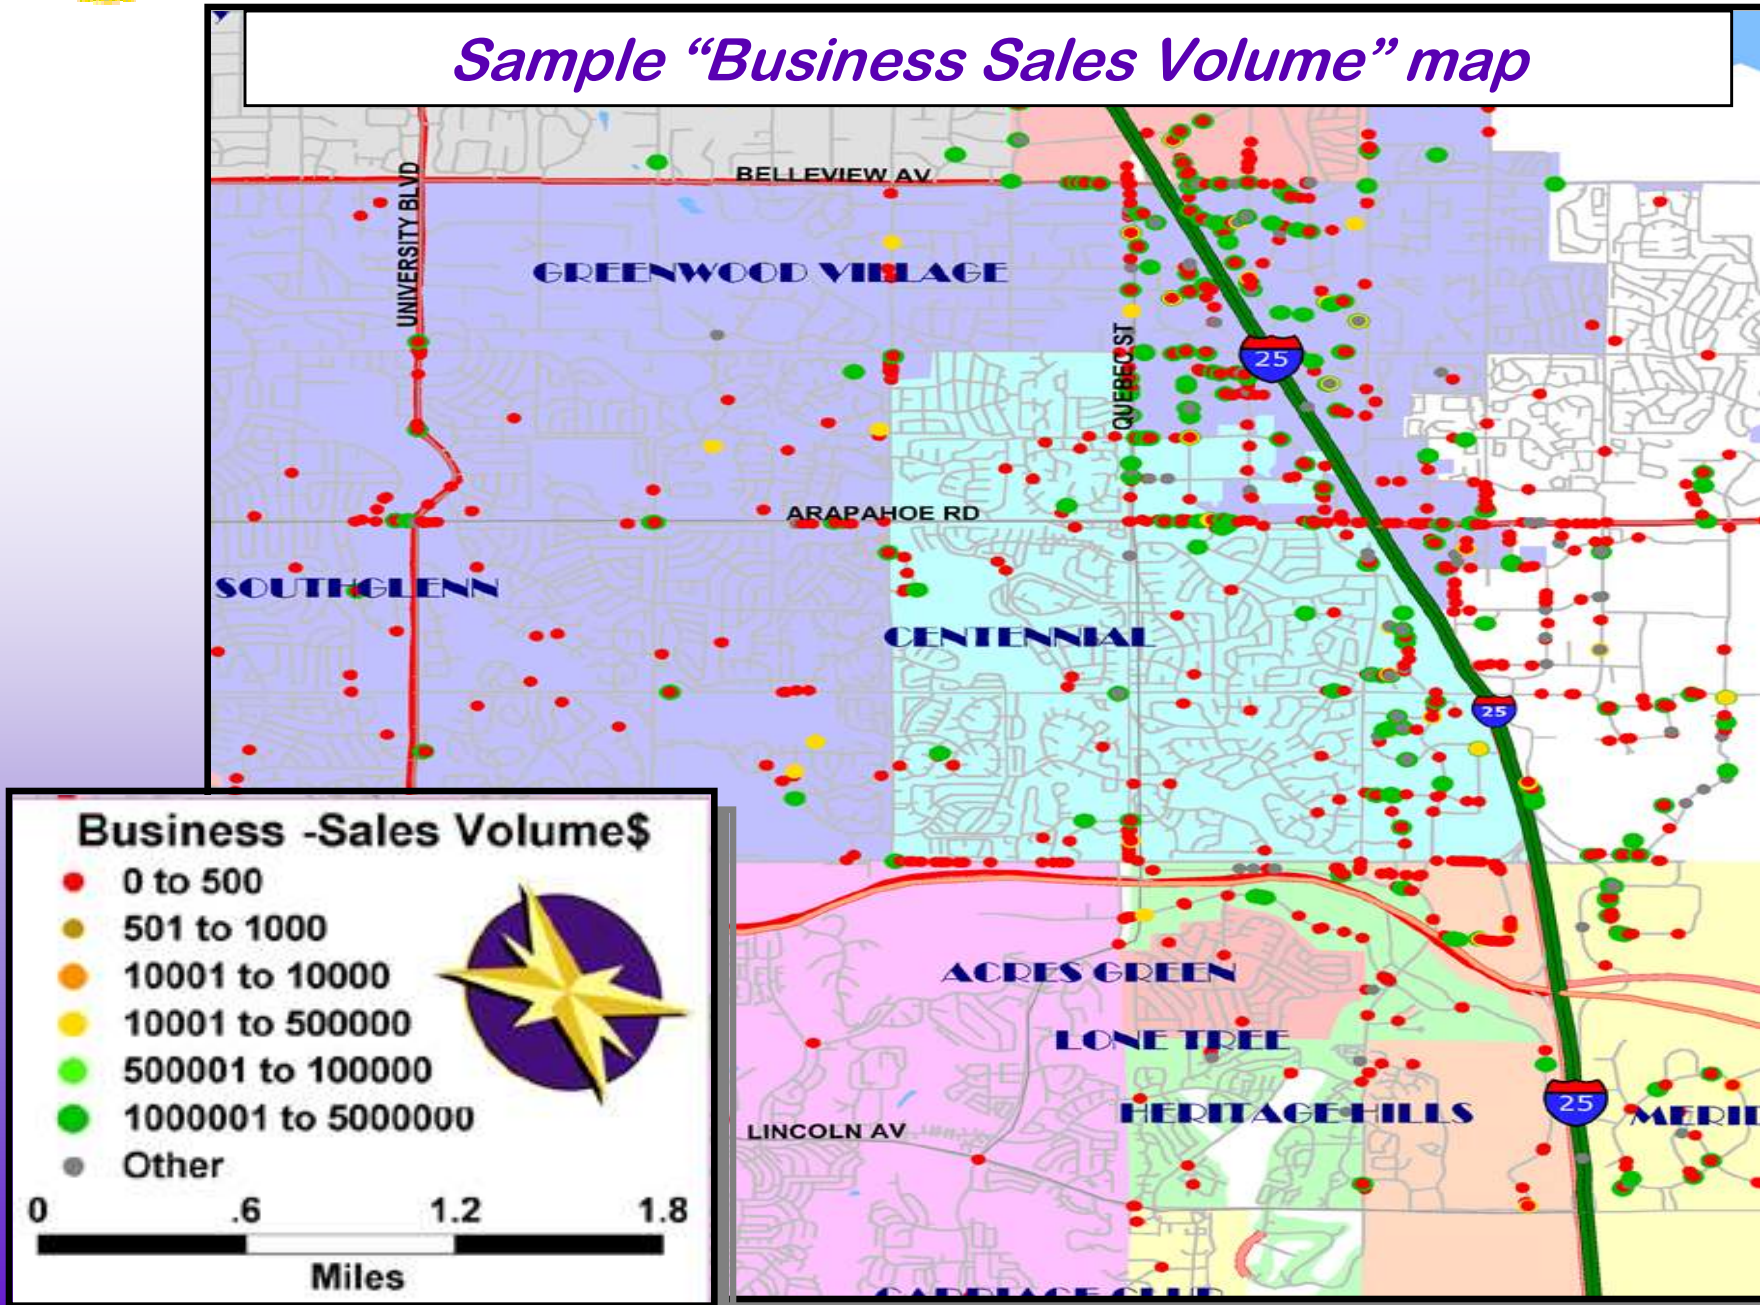 Sample “Business Sales Volume” map
BELLEVIEW AV
UNIVERSITY BLVD
GREENWOOD VILLAGE
QUEBEC ST
25
ARAPAHOE RD
SOUTHGLENN
CENTENNIAL
25
Business -Sales Volume$
0 to 500
501 to 1000
10001 to 10000
10001 to 500000
500001 to 100000
1000001 to 5000000
Other
0 .6 1.2 1.8
Miles
ACRES GREEN
LONE TREE
HERITAGE HILLS
25
MERID
LINCOLN AV
CARRIAGE CLUB